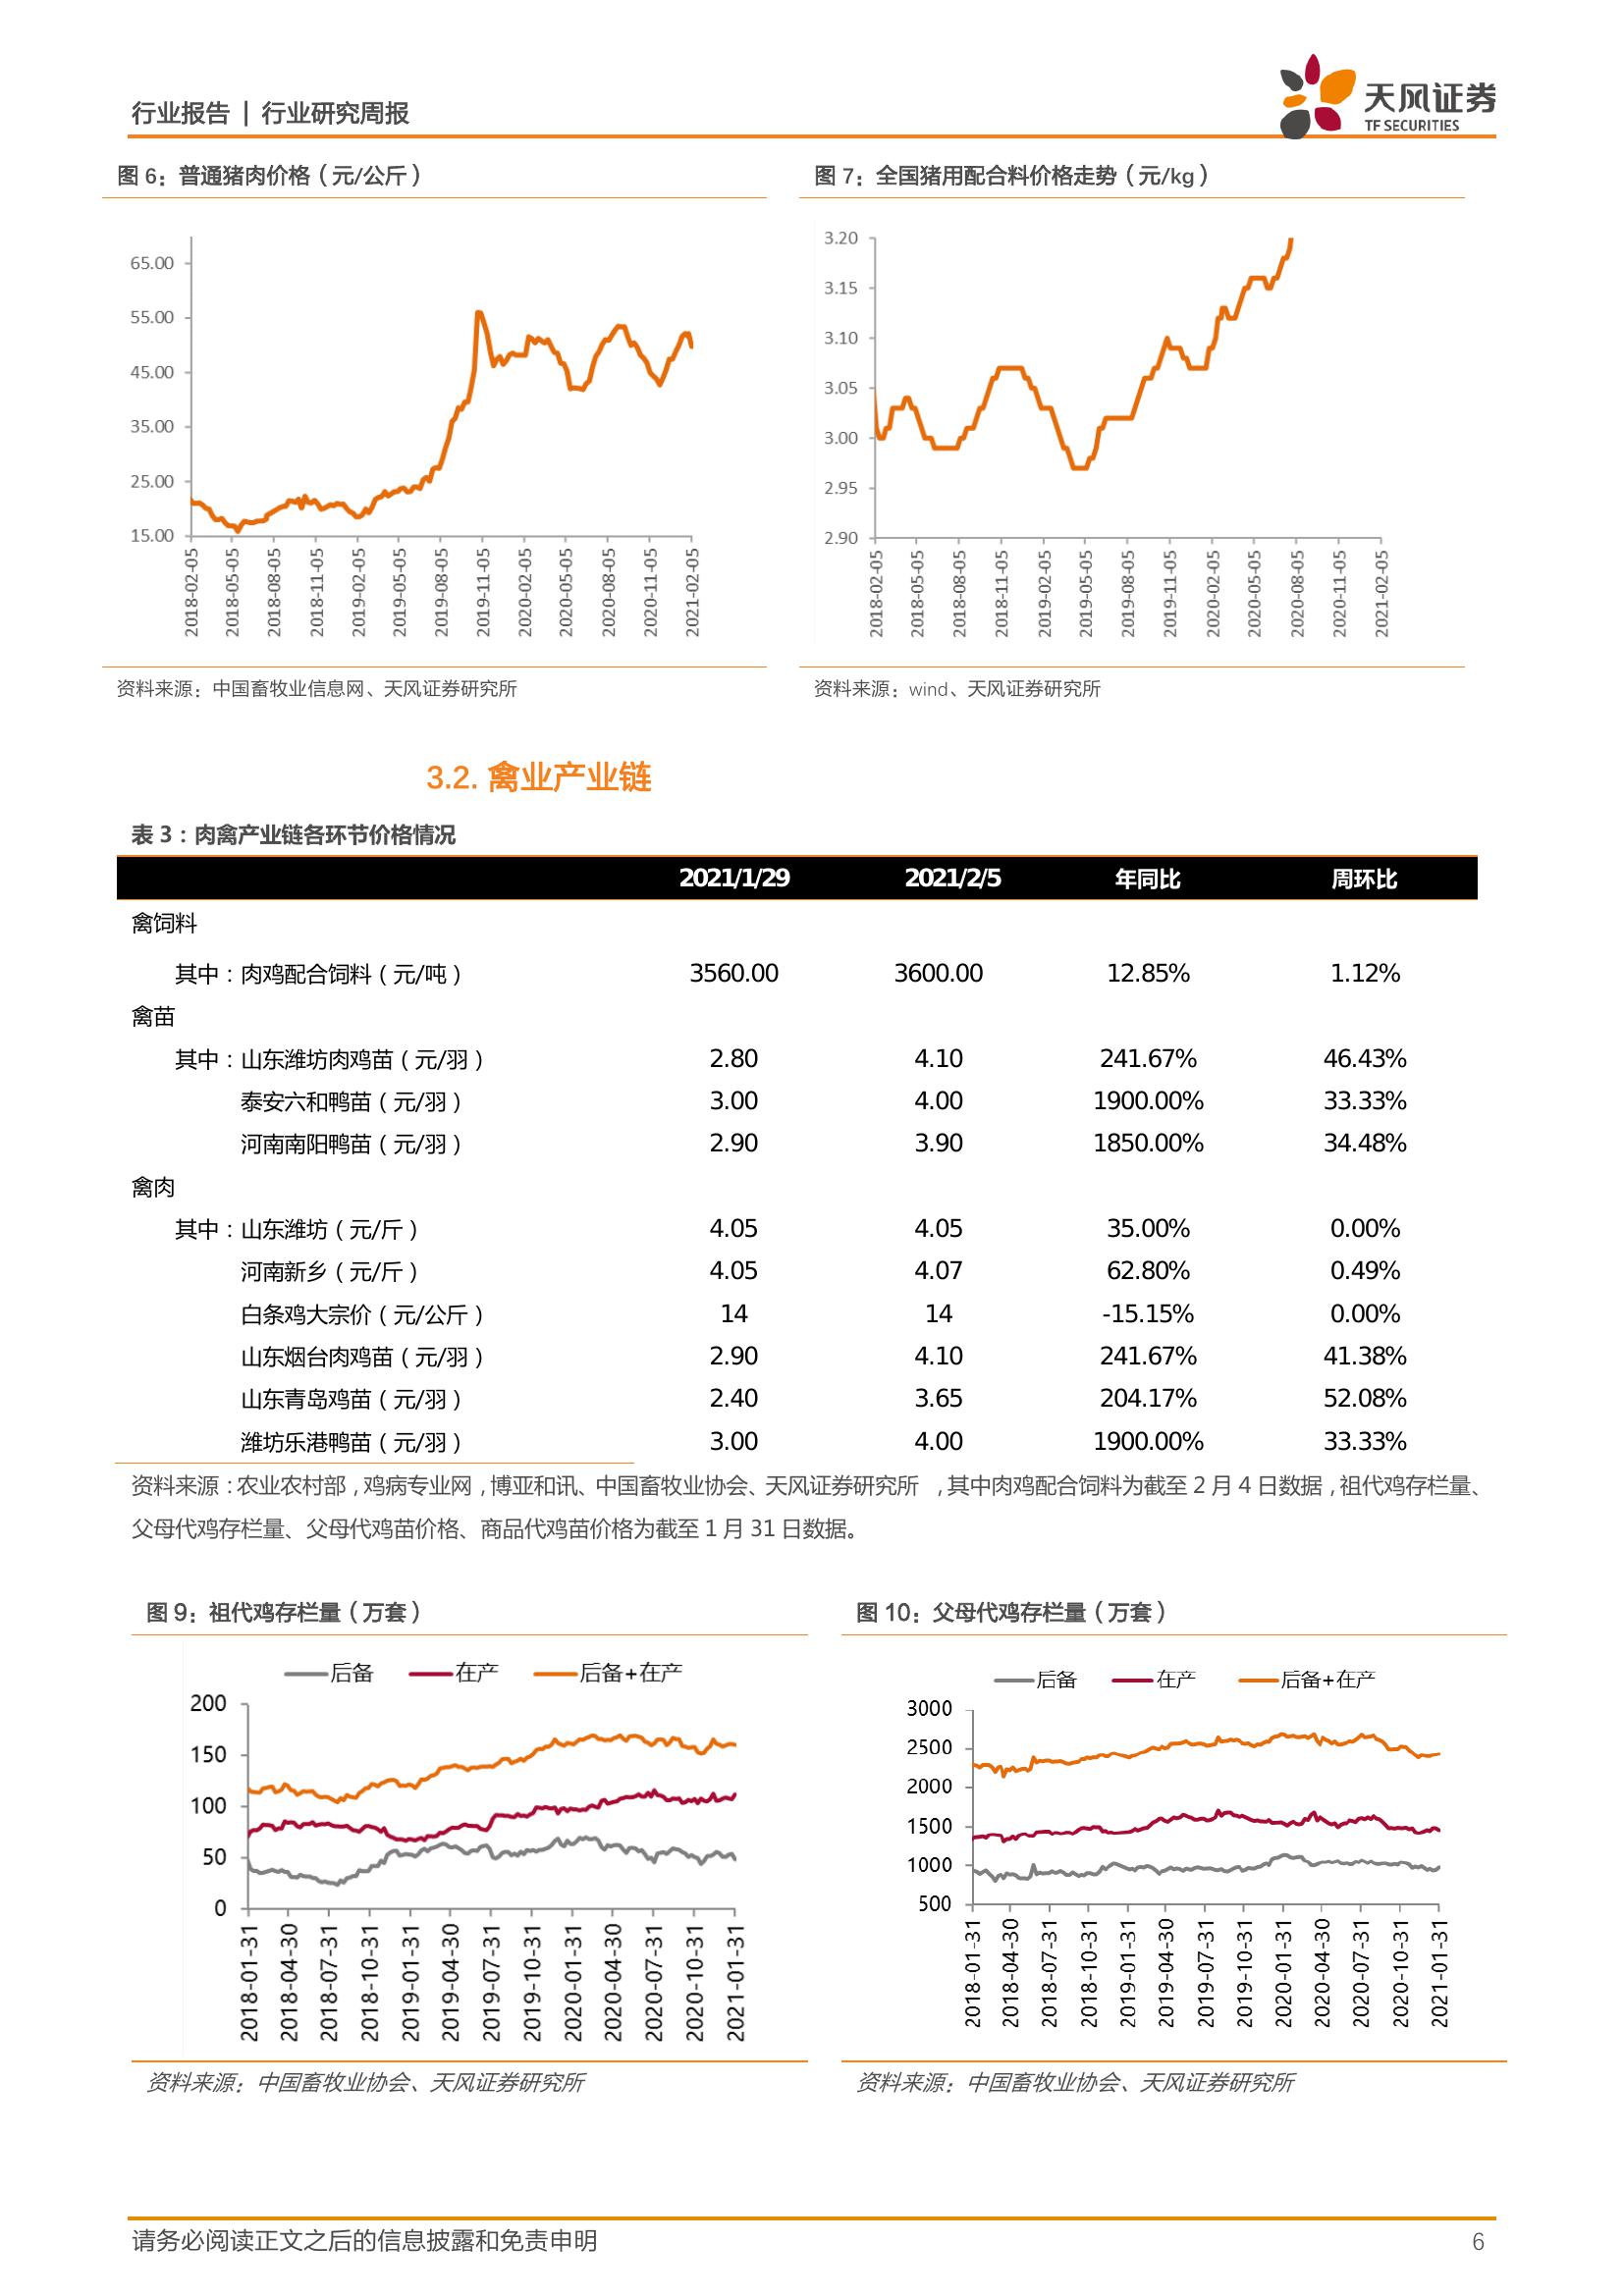 行业报告 | 行业研究周报
天风证券
TF SECURITIES
图 6：普通猪肉价格（元/公斤）
65.00
55.00
45.00
35.00
25.00
15.00
2018-02-05
2018-05-05
2018-08-05
2018-11-05
2019-02-05
2019-05-05
2019-08-05
2019-11-05
2020-02-05
2020-05-05
2020-08-05
2020-11-05
2021-02-05
资料来源：中国畜牧业信息网、天风证券研究所
图 7：全国猪用配合料价格走势（元/kg）
3.20
3.15
3.10
3.05
3.00
2.95
2.90
2018-02-05
2018-05-05
2018-08-05
2018-11-05
2019-02-05
2019-05-05
2019-08-05
2019-11-05
2020-02-05
2020-05-05
2020-08-05
2020-11-05
2021-02-05
资料来源：wind、天风证券研究所
3.2. 禽业产业链
表 3：肉禽产业链各环节价格情况
2021/1/29 2021/2/5 年同比 周环比
禽饲料
其中：肉鸡配合饲料（元/吨） 3560.00 3600.00 12.85% 1.12%
禽苗
其中：山东潍坊肉鸡苗（元/羽） 2.80 4.10 241.67% 46.43%
泰安六和鸭苗（元/羽） 3.00 4.00 1900.00% 33.33%
河南南阳鸭苗（元/羽） 2.90 3.90 1850.00% 34.48%
禽肉
其中：山东潍坊（元/斤） 4.05 4.05 35.00% 0.00%
河南新乡（元/斤） 4.05 4.07 62.80% 0.49%
白条鸡大宗价（元/公斤） 14 14 -15.15% 0.00%
山东烟台肉鸡苗（元/羽） 2.90 4.10 241.67% 41.38%
山东青岛鸡苗（元/羽） 2.40 3.65 204.17% 52.08%
潍坊乐港鸭苗（元/羽） 3.00 4.00 1900.00% 33.33%
资料来源：农业农村部，鸡病专业网，博亚和讯、中国畜牧业协会、天风证券研究所 ，其中肉鸡配合饲料为截至 2 月 4 日数据，祖代鸡存栏量、
父母代鸡存栏量、父母代鸡苗价格、商品代鸡苗价格为截至 1 月 31 日数据。
图 9：祖代鸡存栏量（万套）
后备 在产 后备+在产
200
150
100
50
0
2018-01-31
2018-04-30
2018-07-31
2018-10-31
2019-01-31
2019-04-30
2019-07-31
2019-10-31
2020-01-31
2020-04-30
2020-07-31
2020-10-31
2021-01-31
资料来源：中国畜牧业协会、天风证券研究所
图 10：父母代鸡存栏量（万套）
后备 在产 后备+在产
3000
2500
2000
1500
1000
500
2018-01-31
2018-04-30
2018-07-31
2018-10-31
2019-01-31
2019-04-30
2019-07-31
2019-10-31
2020-01-31
2020-04-30
2020-07-31
2020-10-31
2021-01-31
资料来源：中国畜牧业协会、天风证券研究所
请务必阅读正文之后的信息披露和免责申明 6